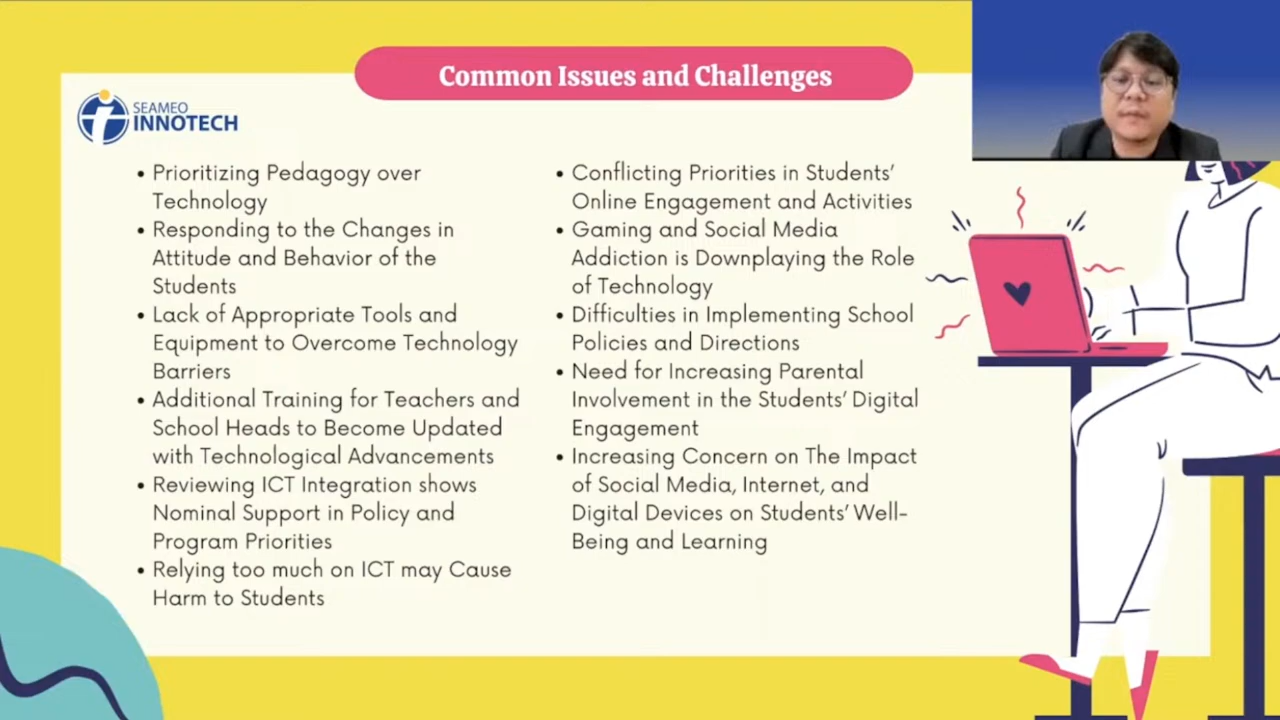 Common Issues and Challenges
SEAMEO
INNOTECH
• Prioritizing Pedagogy over
Technology
• Responding to the Changes in
Attitude and Behavior of the
Students
• Lack of Appropriate Tools and
Equipment to Overcome Technology
Barriers
• Additional Training for Teachers and
School Heads to Become Updated
with Technological Advancements
• Reviewing ICT Integration shows
Nominal Support in Policy and
Program Priorities
• Relying too much on ICT may Cause
Harm to Students
• Conflicting Priorities in Students’
Online Engagement and Activities
• Gaming and Social Media
Addiction is Downplaying the Role
of Technology
• Difficulties in Implementing School
Policies and Directions
• Need for Increasing Parental
Involvement in the Students’ Digital
Engagement
• Increasing Concern on The Impact
of Social Media, Internet, and
Digital Devices on Students’ Well-
Being and Learning